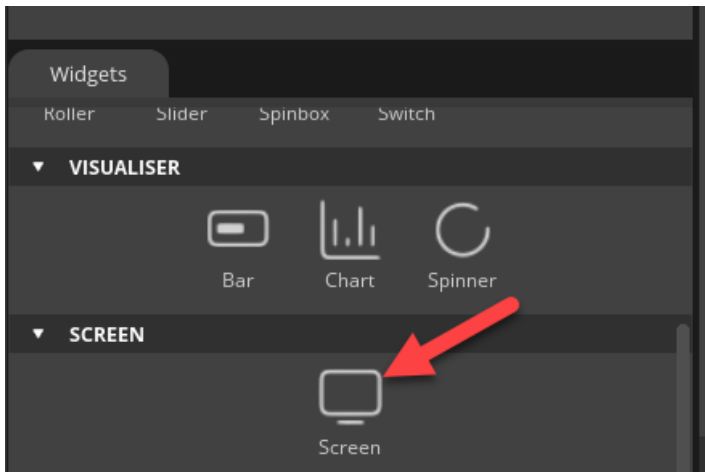 Widgets
Roller Slider Spinbox Switch
VISUALISER
Bar Chart Spinner
SCREEN
Screen